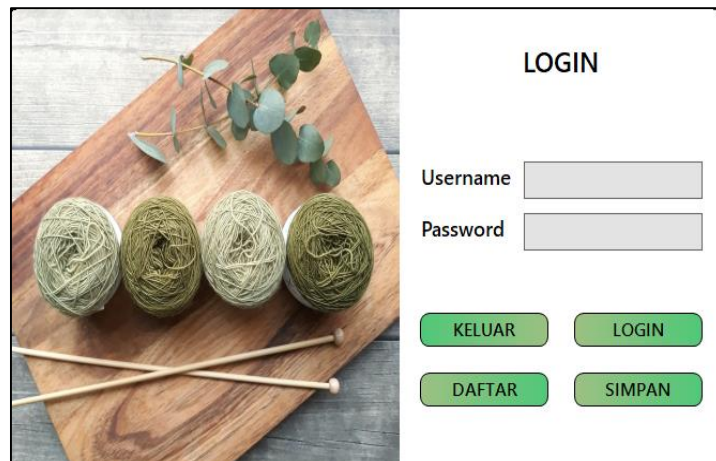 LOGIN
Username
Password
KELUAR LOGIN
DAFTAR SIMPAN